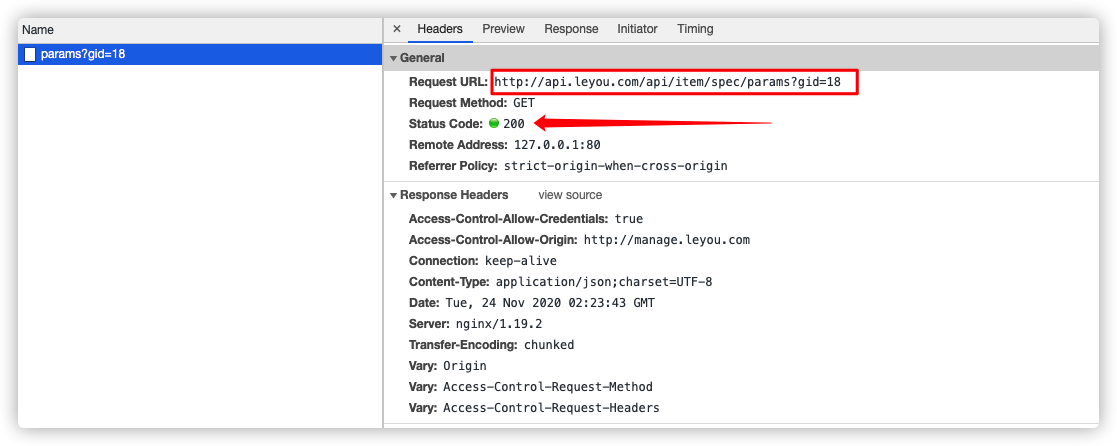 Name
params?gid=18
× Headers Preview Response Initiator Timing
General
Request URL: http://api.leyou.com/api/item/spec/params?gid=18
Request Method: GET
Status Code: 200
Remote Address: 127.0.0.1:80
Referrer Policy: strict-origin-when-cross-origin
Response Headers view source
Access-Control-Allow-Credentials: true
Access-Control-Allow-Origin: http://manage.leyou.com
Connection: keep-alive
Content-Type: application/json;charset=UTF-8
Date: Tue, 24 Nov 2020 02:23:43 GMT
Server: nginx/1.19.2
Transfer-Encoding: chunked
Vary: Origin
Vary: Access-Control-Request-Method
Vary: Access-Control-Request-Headers